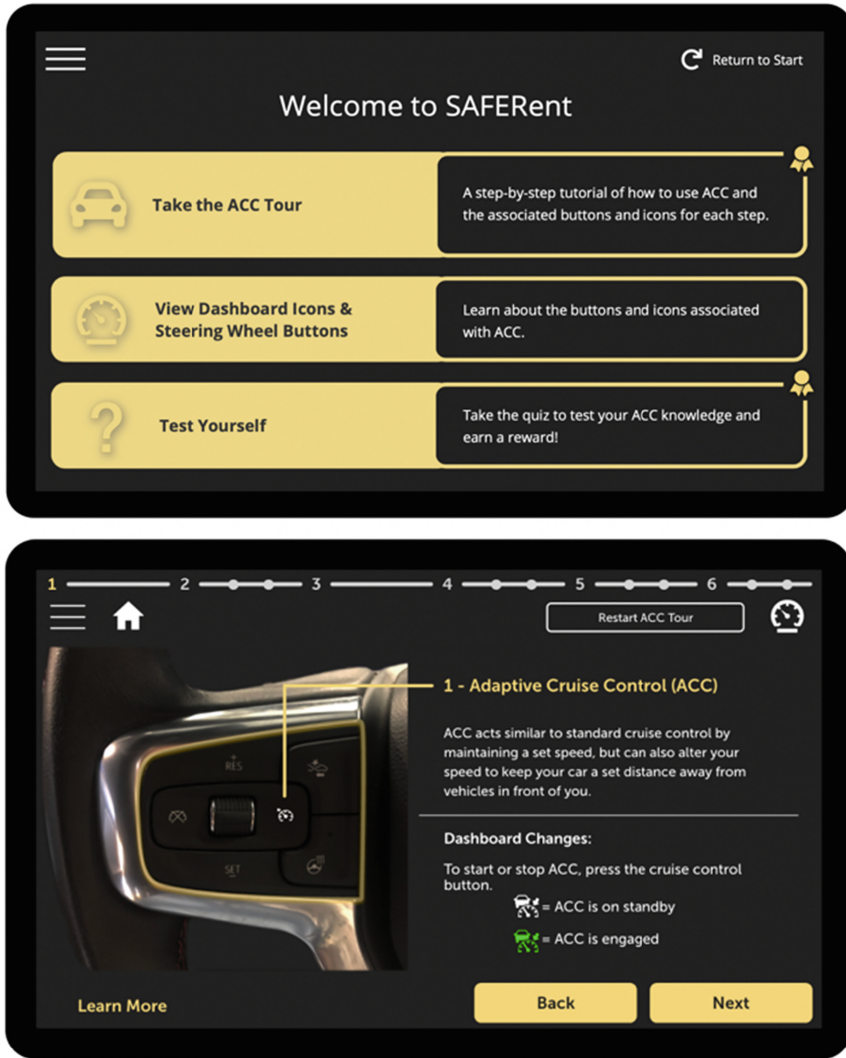 Return to Start
Welcome to SAFERent
Take the ACC Tour
A step-by-step tutorial of how to use ACC and
the associated buttons and icons for each step.
View Dashboard Icons &
Steering Wheel Buttons
Learn about the buttons and icons associated
with ACC.
Test Yourself
Take the quiz to test your ACC knowledge and
earn a reward!
1 2 3 4 5 6
Restart ACC Tour
1 - Adaptive Cruise Control (ACC)
ACC acts similar to standard cruise control by
maintaining a set speed, but can also alter your
speed to keep your car a set distance away from
vehicles in front of you.
+
RES
SET
-
Dashboard Changes:
To start or stop ACC, press the cruise control
button.
= ACC is on standby
= ACC is engaged
Learn More
Back
Next